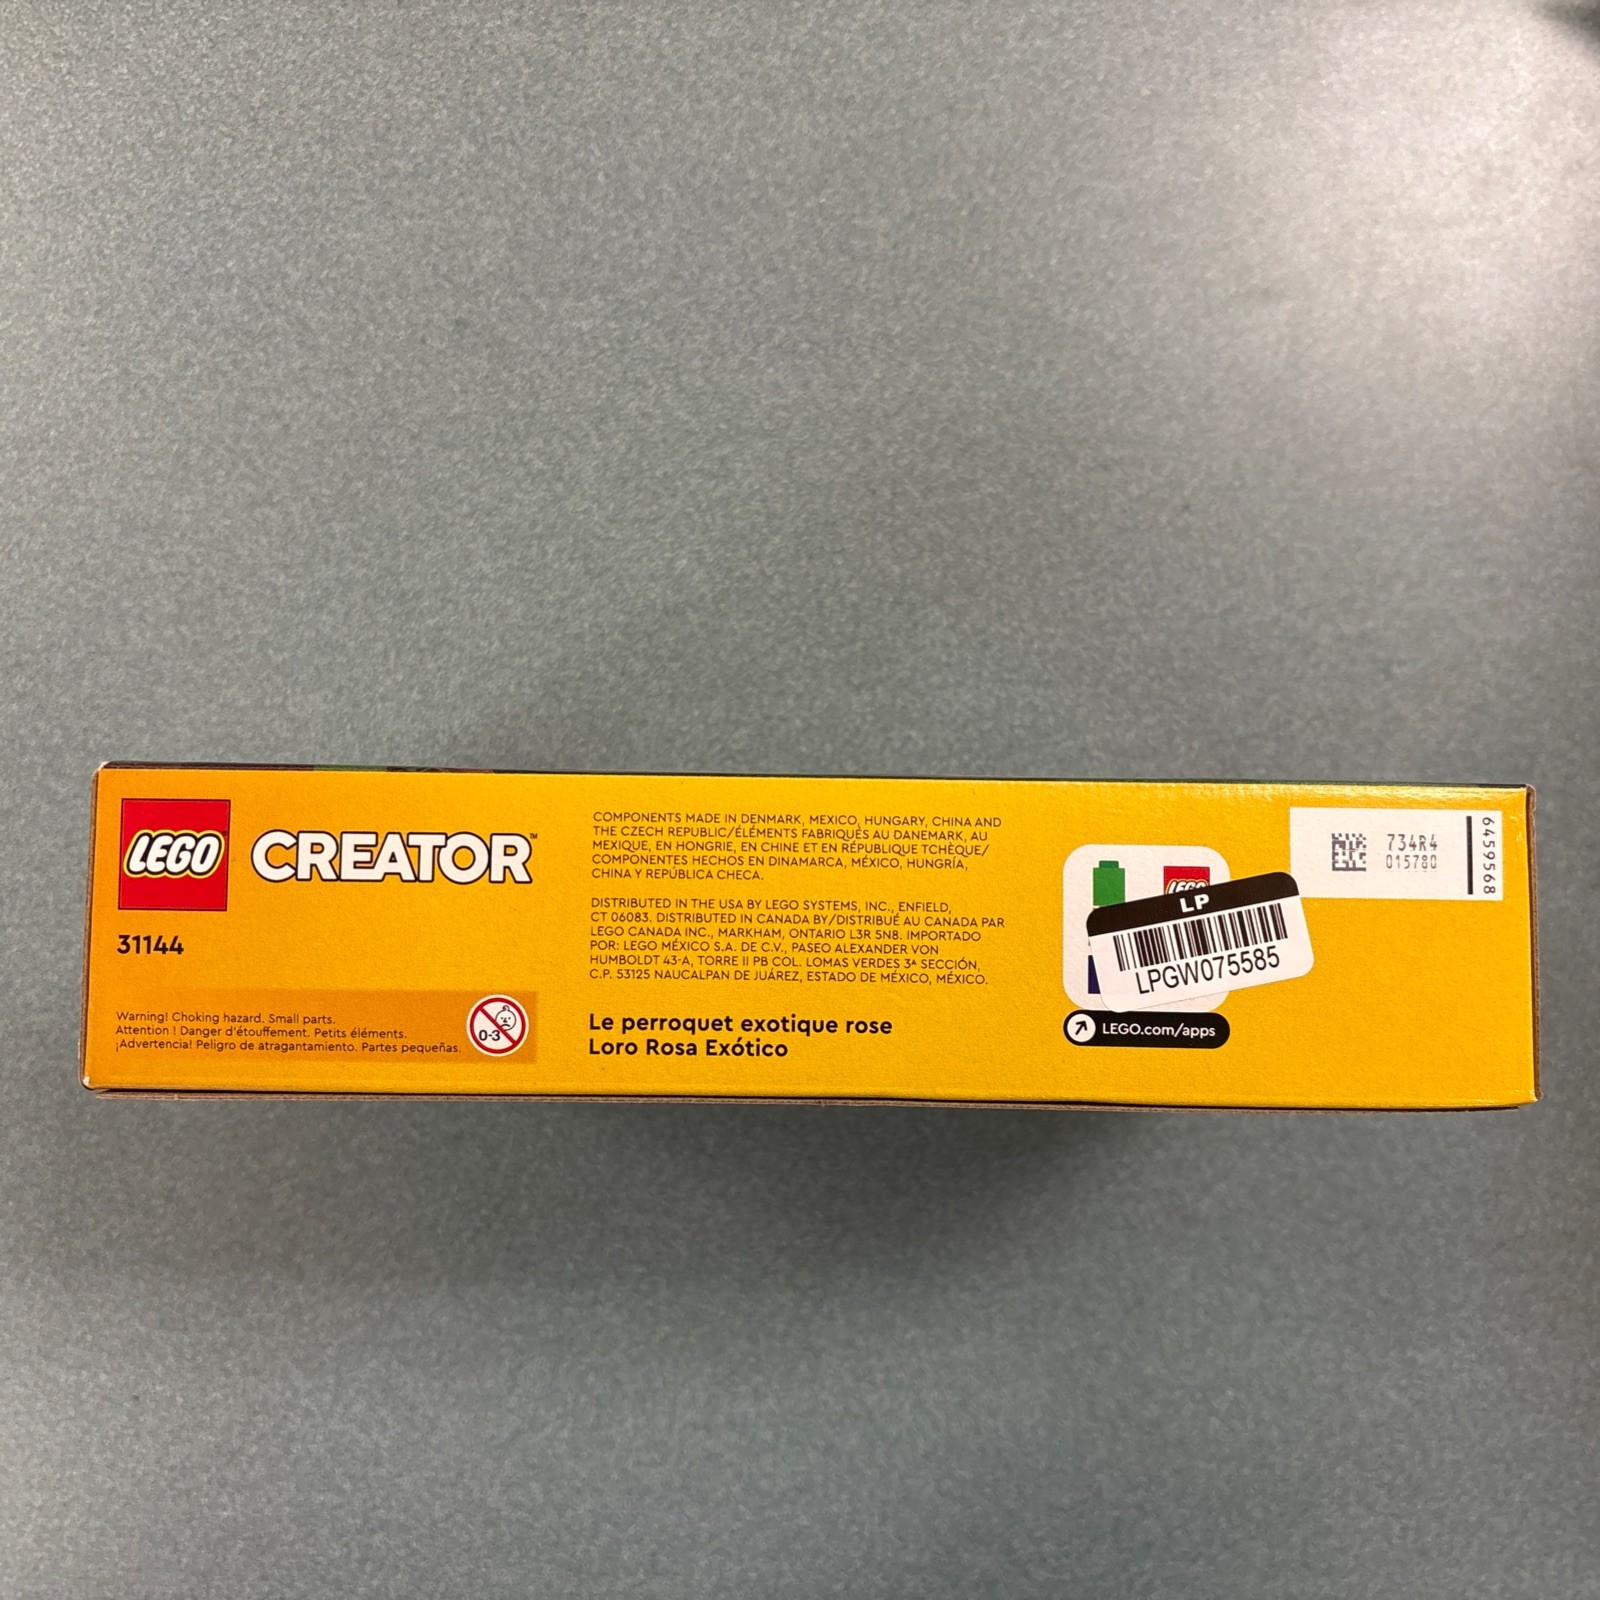 LEGO
CREATOR™
31144
Warning! Choking hazard. Small parts.
Attention ! Danger d'étouffement. Petits éléments.
¡Advertencia! Peligro de atragantamiento. Partes pequeñas.
0-3
COMPONENTS MADE IN DENMARK, MEXICO, HUNGARY, CHINA AND
THE CZECH REPUBLIC/ÉLÉMENTS FABRIQUÉS AU DANEMARK, AU
MEXIQUE, EN HONGRIE, EN CHINE ET EN RÉPUBLIQUE TCHÈQUE/
COMPONENTES HECHOS EN DINAMARCA, MÉXICO, HUNGRÍA,
CHINA Y REPÚBLICA CHECA.
DISTRIBUTED IN THE USA BY LEGO SYSTEMS, INC., ENFIELD,
CT 06083. DISTRIBUTED IN CANADA BY/DISTRIBUÉ AU CANADA PAR
LEGO CANADA INC., MARKHAM, ONTARIO L3R 5N8. IMPORTADO
POR: LEGO MÉXICO S.A. DE C.V., PASEO ALEXANDER VON
HUMBOLDT 43-A, TORRE II PB COL. LOMAS VERDES 3ª SECCIÓN,
C.P. 53125 NAUCALPAN DE JUÁREZ, ESTADO DE MÉXICO, MÉXICO.
Le perroquet exotique rose
Loro Rosa Exótico
LEGO
LP
LPGW075585
LEGO.com/apps
734R4
015780
6459568